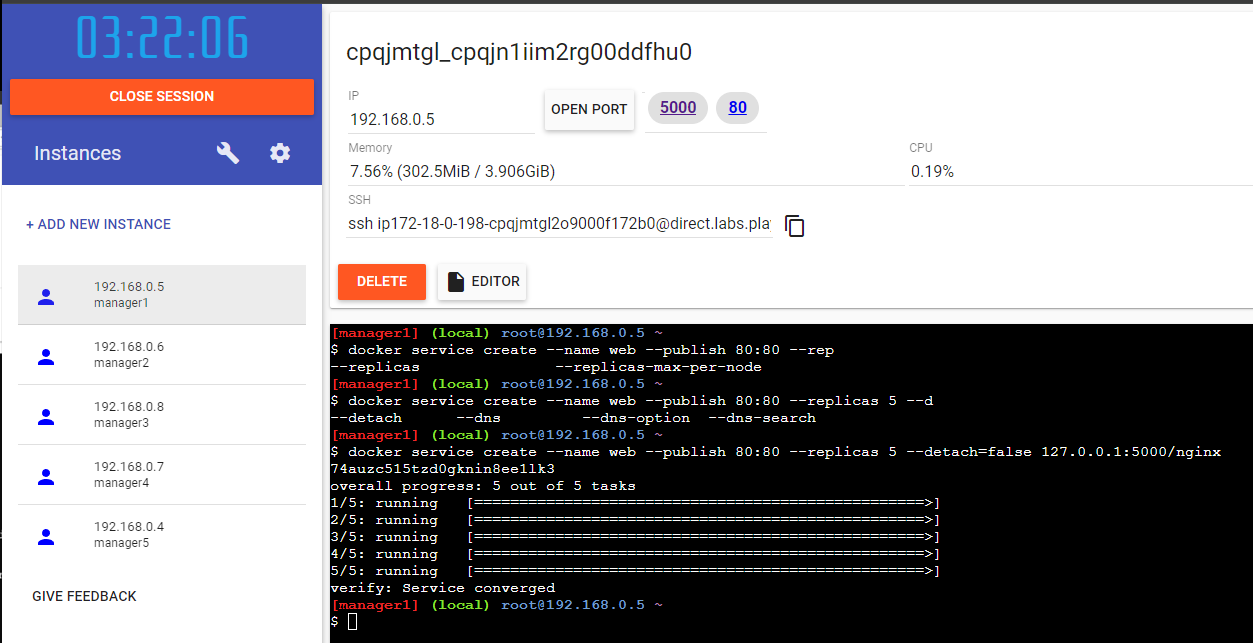 03:22:06
CLOSE SESSION
Instances
+ ADD NEW INSTANCE
192.168.0.5
manager1
192.168.0.6
manager2
192.168.0.8
manager3
192.168.0.7
manager4
192.168.0.4
manager5
GIVE FEEDBACK
cpqjmtgl_cpqjn1iim2rg00ddfhu0
IP
192.168.0.5
OPEN PORT
5000
80
Memory
7.56% (302.5MiB / 3.906GiB)
CPU
0.19%
SSH
ssh ip172-18-0-198-cpqjmtgl2o9000f172b0@direct.labs.pla
DELETE
EDITOR
[manager1] (local) root@192.168.0.5 ~
$ docker service create --name web --publish 80:80 --rep
--replicas --replicas-max-per-node
[manager1] (local) root@192.168.0.5 ~
$ docker service create --name web --publish 80:80 --replicas 5 --d
--detach --dns --dns-option --dns-search
[manager1] (local) root@192.168.0.5 ~
$ docker service create --name web --publish 80:80 --replicas 5 --detach=false 127.0.0.1:5000/nginx
74auzc515tzd0gknin8ee1lk3
overall progress: 5 out of 5 tasks
1/5: running [==================================================>]
2/5: running [==================================================>]
3/5: running [==================================================>]
4/5: running [==================================================>]
5/5: running [==================================================>]
verify: Service converged
[manager1] (local) root@192.168.0.5 ~
$